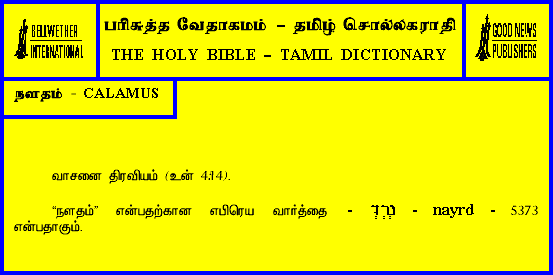 BELLWETHER
INTERNATIONAL
பரிசுத்த வேதாகமம் – தமிழ் சொல்லகராதி
THE HOLY BIBLE – TAMIL DICTIONARY
GOOD NEWS
PUBLISHERS
நளதம் - CALAMUS
வாசனை திரவியம் (உன் 4:14).
“நளதம்” என்பதற்கான எபிரெய வார்த்தை - נֵרְדְּ - nayrd - 5373
என்பதாகும்.